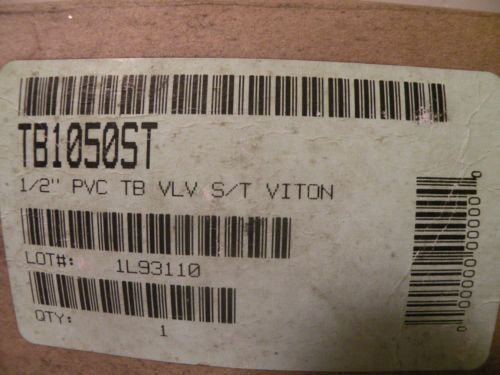 TB1050ST
1/2" PVC TB VLV S/T VITON
LOT#: 1L93110
QTY: 1